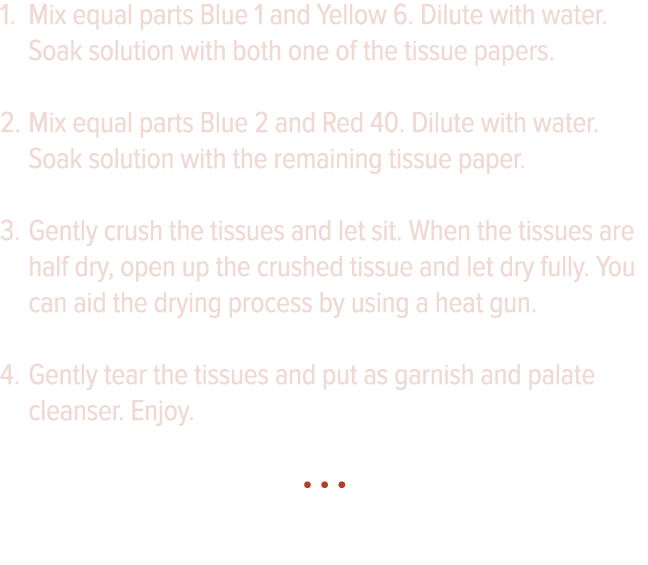 1. Mix equal parts Blue 1 and Yellow 6. Dilute with water.
Soak solution with both one of the tissue papers.
2. Mix equal parts Blue 2 and Red 40. Dilute with water.
Soak solution with the remaining tissue paper.
3. Gently crush the tissues and let sit. When the tissues are
half dry, open up the crushed tissue and let dry fully. You
can aid the drying process by using a heat gun.
4. Gently tear the tissues and put as garnish and palate
cleanser. Enjoy.
• • •